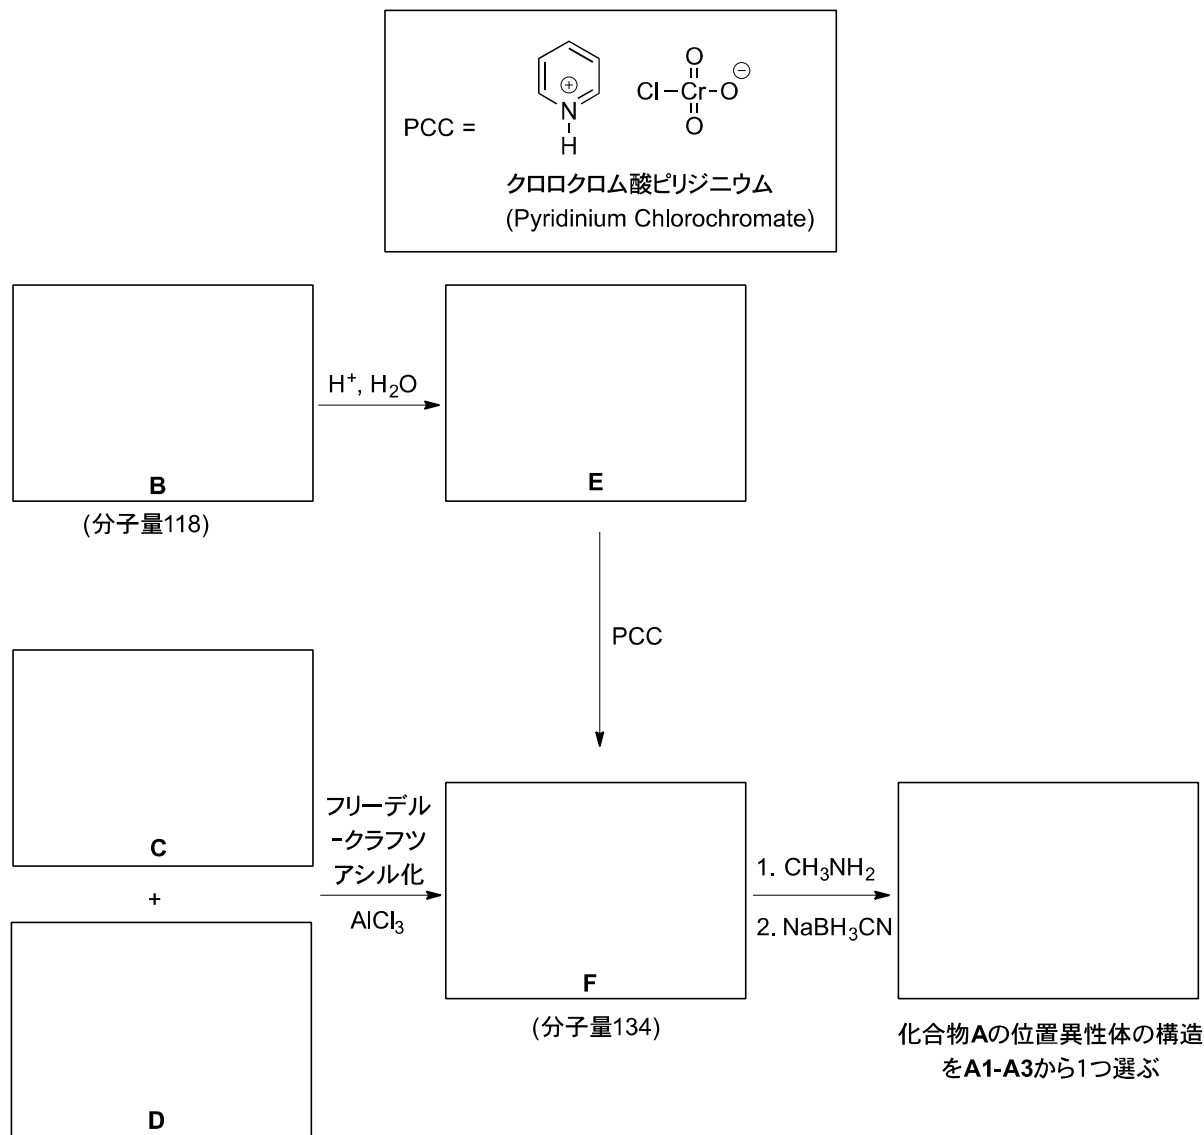 PCC =
N
H
Cl
Cr
O
O
O
クロロクロム酸ピリジニウム
(Pyridinium Chlorochromate)
B
(分子量118)
H⁺, H₂O
E
PCC
C
+
D
フリーデル
-クラフツ
アシル化
AlCl₃
F
(分子量134)
1. CH₃NH₂
2. NaBH₃CN
化合物Aの位置異性体の構造
をA1-A3から1つ選ぶ